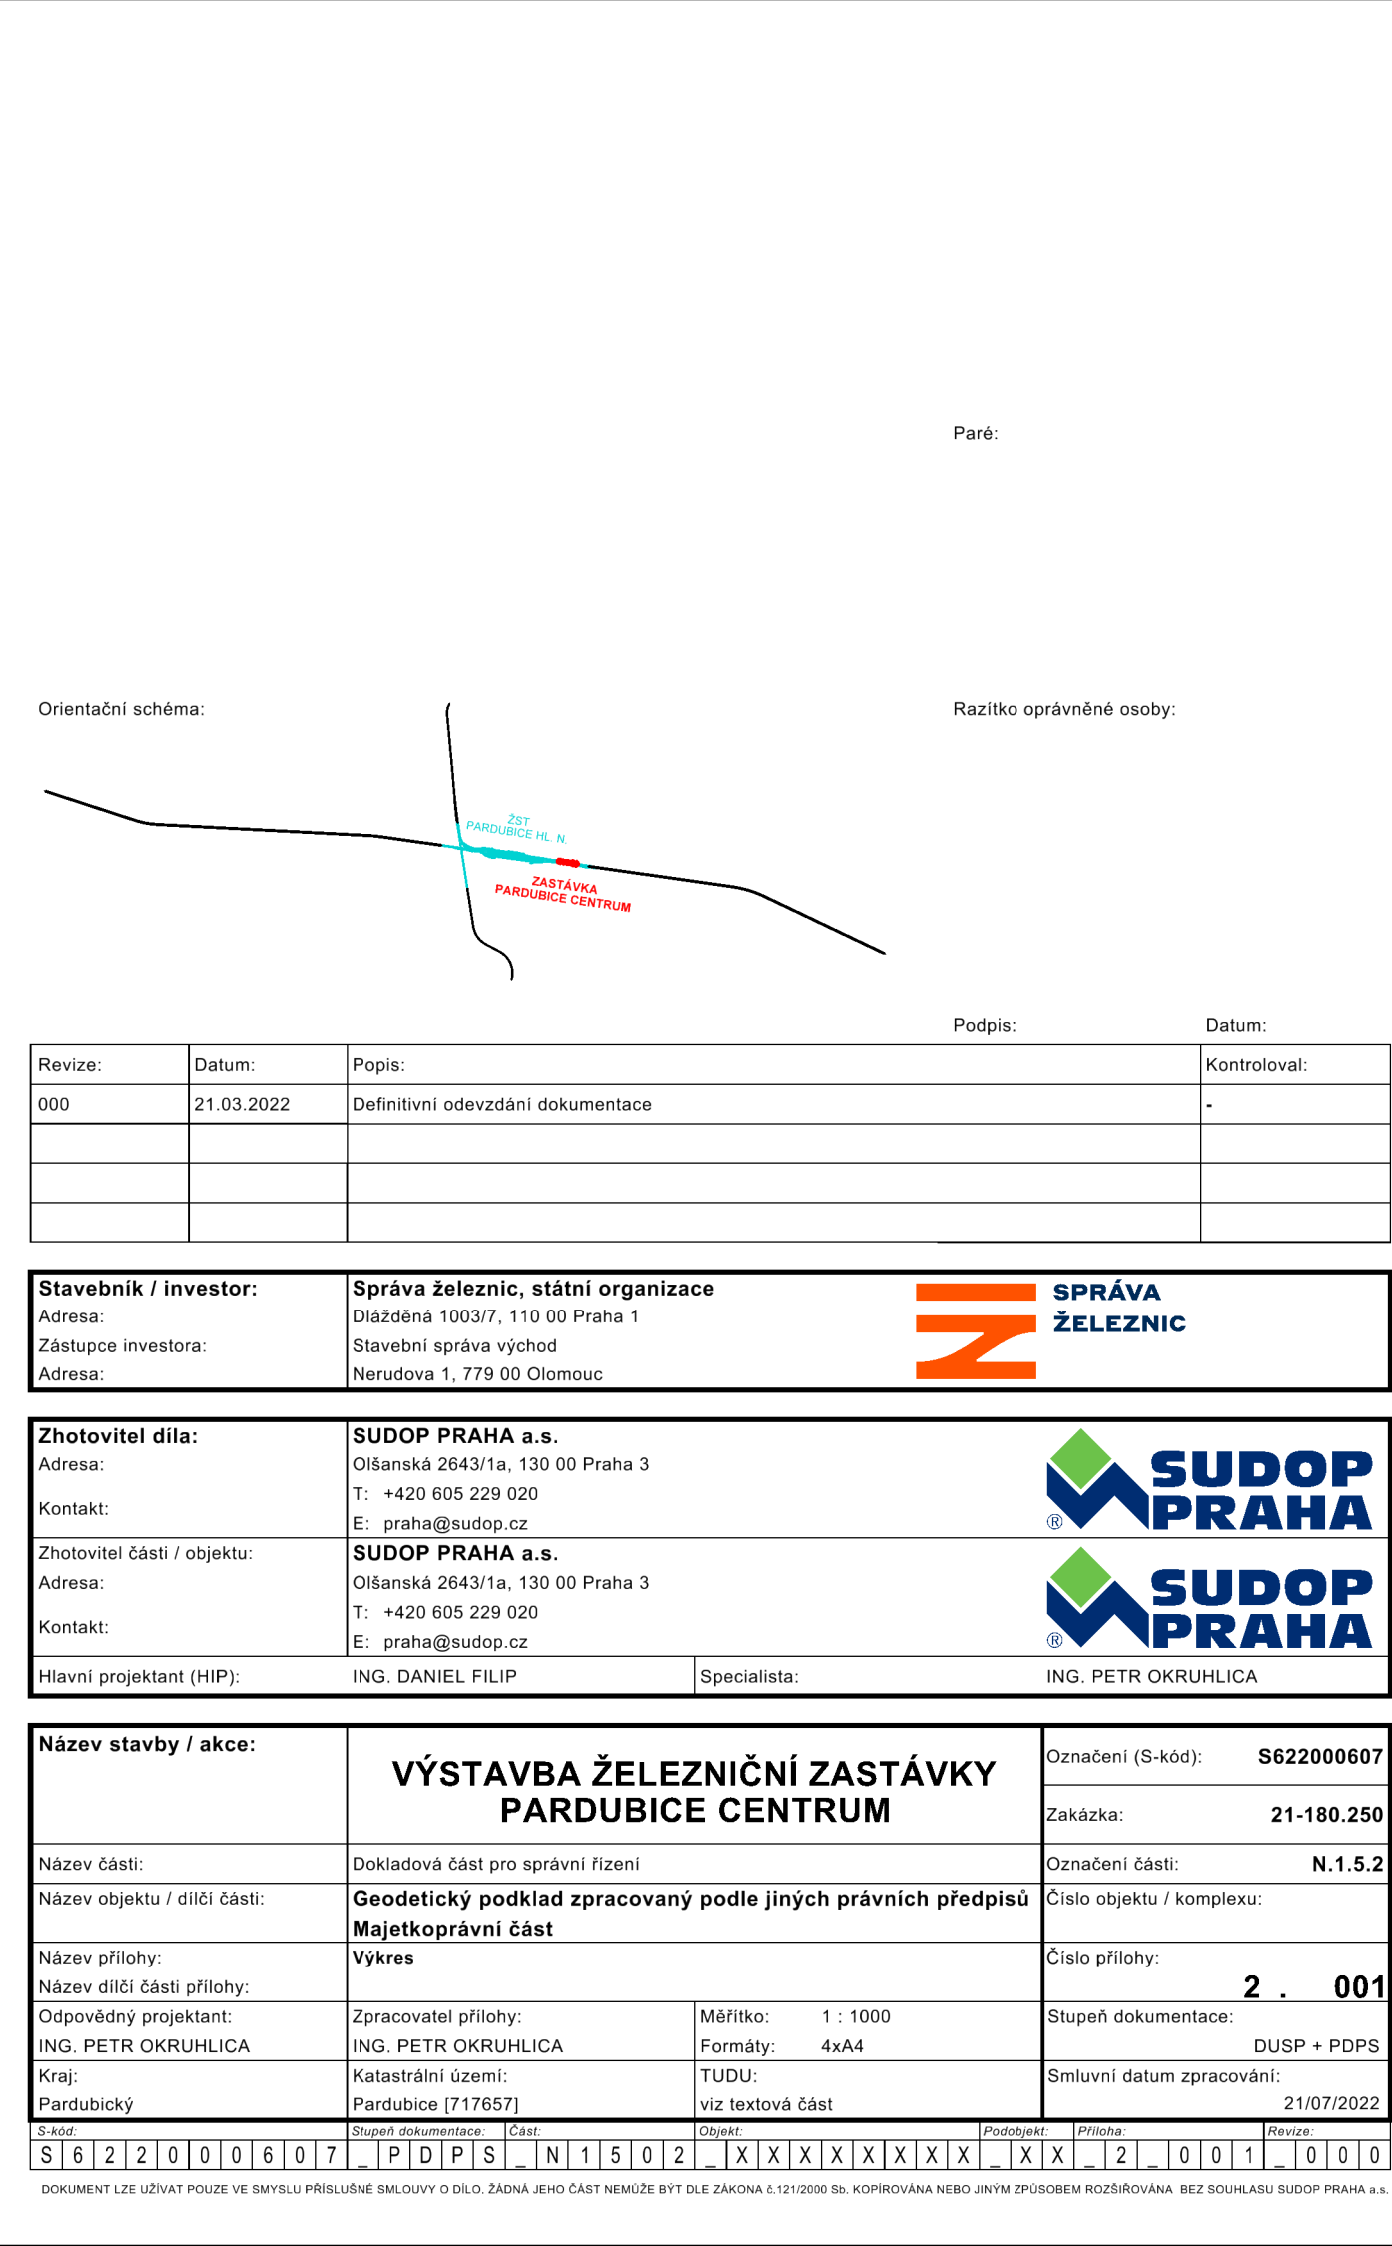 Paré:
Orientační schéma:
Razítko oprávněné osoby:
ŽST
PARDUBICE HL. N.
ZASTÁVKA
PARDUBICE CENTRUM
Podpis: Datum:
Revize: Datum: Popis: Kontroloval:
000 21.03.2022 Definitivní odevzdání dokumentace -
Stavebník / investor: Správa železnic, státní organizace
Adresa: Dlážděná 1003/7, 110 00 Praha 1
Zástupce investora: Stavební správa východ
Adresa: Nerudova 1, 779 00 Olomouc
SPRÁVA
ŽELEZNIC
Zhotovitel díla: SUDOP PRAHA a.s.
Adresa: Olšanská 2643/1a, 130 00 Praha 3
Kontakt: T: +420 605 229 020
E: praha@sudop.cz
SUDOP
PRAHA
®
Zhotovitel části / objektu: SUDOP PRAHA a.s.
Adresa: Olšanská 2643/1a, 130 00 Praha 3
Kontakt: T: +420 605 229 020
E: praha@sudop.cz
SUDOP
PRAHA
®
Hlavní projektant (HIP): ING. DANIEL FILIP Specialista: ING. PETR OKRUHLICA
Název stavby / akce:
VÝSTAVBA ŽELEZNIČNÍ ZASTÁVKY
PARDUBICE CENTRUM
Označení (S-kód): S622000607
Zakázka: 21-180.250
Název části: Dokladová část pro správní řízení Označení části: N.1.5.2
Název objektu / dílčí části: Geodetický podklad zpracovaný podle jiných právních předpisů Číslo objektu / komplexu:
Majetkoprávní část
Název přílohy: Výkres Číslo přílohy:
Název dílčí části přílohy: 2 . 001
Odpovědný projektant: Zpracovatel přílohy: Měřítko: 1 : 1000 Stupeň dokumentace:
ING. PETR OKRUHLICA ING. PETR OKRUHLICA Formáty: 4xA4 DUSP + PDPS
Kraj: Katastrální území: TUDU: Smluvní datum zpracování:
Pardubický Pardubice [717657] viz textová část 21/07/2022
S-kód: Stupeň dokumentace: Část: Objekt: Podobjekt: Příloha: Revize:
S 6 2 2 0 0 0 6 0 7 _ P D P S _ N 1 5 0 2 _ X X X X X X X X _ X X _ 2 _ 0 0 1 _ 0 0 0
DOKUMENT LZE UŽÍVAT POUZE VE SMYSLU PŘÍSLUŠNÉ SMLOUVY O DÍLO. ŽÁDNÁ JEHO ČÁST NEMŮŽE BÝT DLE ZÁKONA č.121/2000 Sb. KOPÍROVÁNA NEBO JINÝM ZPŮSOBEM ROZŠIŘOVÁNA BEZ SOUHLASU SUDOP PRAHA a.s.